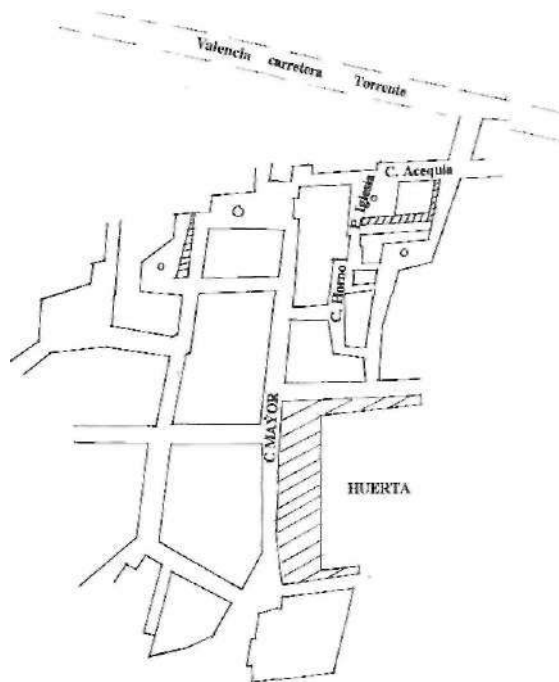 Valencia carretera Torrente
C. Acequia
P. Iglesia
C. Horno
C MAYOR
HUERTA